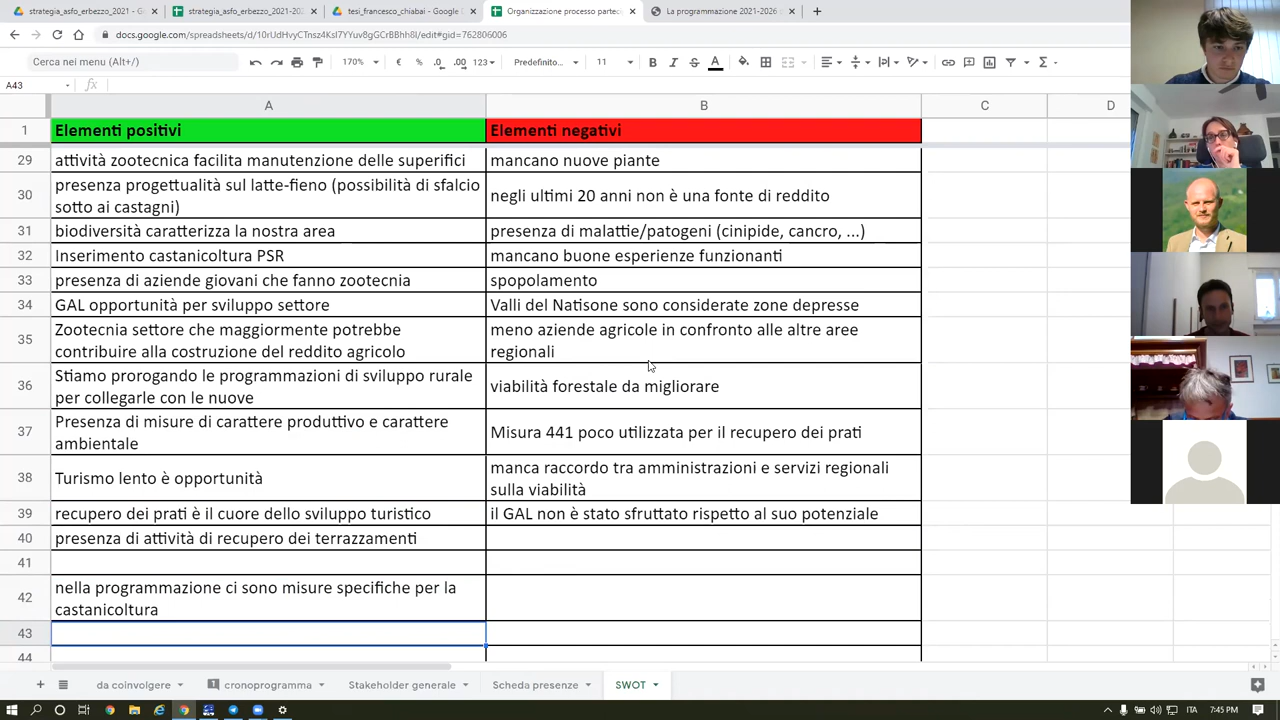 strategia_asfo_erbezzo_2021 - G
strategia_asfo_erbezzo_2021-202
tesi_francesco_chiabai - Google D
Organizzazione processo partec
La programmazione 2021-2026 d
docs.google.com/spreadsheets/d/10rUdHvyCTnsz4Ksl7YYuv8gGCrBBhh8l/edit#gid=762806006
Cerca nei menu (Alt+/)
170%
€ % .0 .00 123
Predefinito...
11
B I S A
A43
fx
A B C D
1 Elementi positivi Elementi negativi
29 attività zootecnica facilita manutenzione delle superifici mancano nuove piante
30 presenza progettualità sul latte-fieno (possibilità di sfalcio
sotto ai castagni) negli ultimi 20 anni non è una fonte di reddito
31 biodiversità caratterizza la nostra area presenza di malattie/patogeni (cinipide, cancro, ...)
32 Inserimento castanicoltura PSR mancano buone esperienze funzionanti
33 presenza di aziende giovani che fanno zootecnia spopolamento
34 GAL opportunità per sviluppo settore Valli del Natisone sono considerate zone depresse
35 Zootecnia settore che maggiormente potrebbe meno aziende agricole in confronto alle altre aree
contribuire alla costruzione del reddito agricolo regionali
36 Stiamo prorogando le programmazioni di sviluppo rurale
per collegarle con le nuove viabilità forestale da migliorare
37 Presenza di misure di carattere produttivo e carattere
ambientale Misura 441 poco utilizzata per il recupero dei prati
38 Turismo lento è opportunità manca raccordo tra amministrazioni e servizi regionali
sulla viabilità
39 recupero dei prati è il cuore dello sviluppo turistico il GAL non è stato sfruttato rispetto al suo potenziale
40 presenza di attività di recupero dei terrazzamenti
41
42 nella programmazione ci sono misure specifiche per la
castanicoltura
43
44
da coinvolgere
1 cronoprogramma
Stakeholder generale
Scheda presenze
SWOT
ITA
7:45 PM